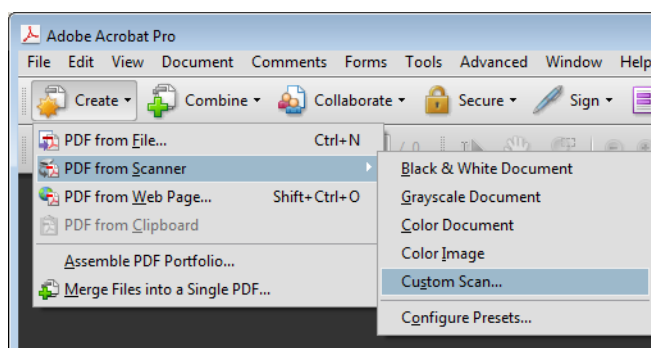 Adobe Acrobat Pro
File Edit View Document Comments Forms Tools Advanced Window Help
Create Combine Collaborate Secure Sign
PDF from File... Ctrl+N
PDF from Scanner
PDF from Web Page... Shift+Ctrl+O
PDF from Clipboard
Assemble PDF Portfolio...
Merge Files into a Single PDF...
Black & White Document
Grayscale Document
Color Document
Color Image
Custom Scan...
Configure Presets...